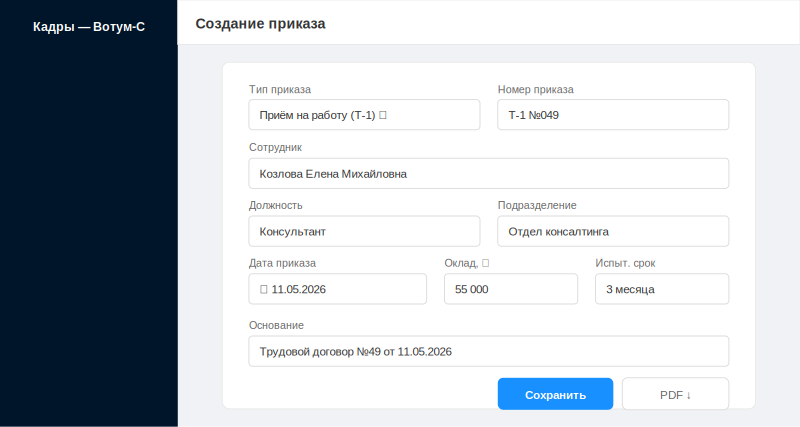 Кадры — Вотум-С
Создание приказа
Тип приказа
Номер приказа
Приём на работу (Т-1)
Т-1 №049
Сотрудник
Козлова Елена Михайловна
Должность
Подразделение
Консультант
Отдел консалтинга
Дата приказа
Оклад,
Испыт. срок
11.05.2026
55 000
3 месяца
Основание
Трудовой договор №49 от 11.05.2026
Сохранить
PDF ↓